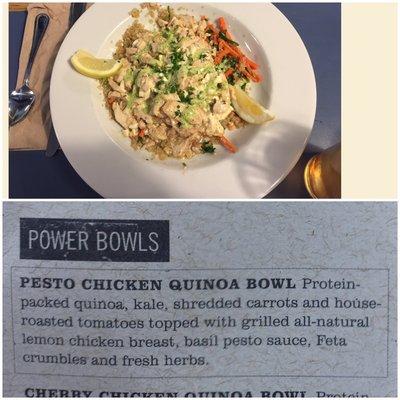 POWER BOWLS
PESTO CHICKEN QUINOA BOWL Protein-
packed quinoa, kale, shredded carrots and house-
roasted tomatoes topped with grilled all-natural
lemon chicken breast, basil pesto sauce, Feta
crumbles and fresh herbs.
CHERRY CHICKEN QUINOA BOWL Protein-